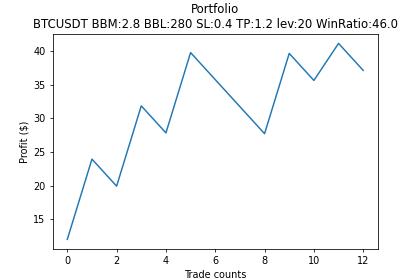 Portfolio
BTCUSDT BBM:2.8 BBL:280 SL:0.4 TP:1.2 lev:20 WinRatio:46.0
Profit ($)
40
35
30
25
20
15
0 2 4 6 8 10 12
Trade counts